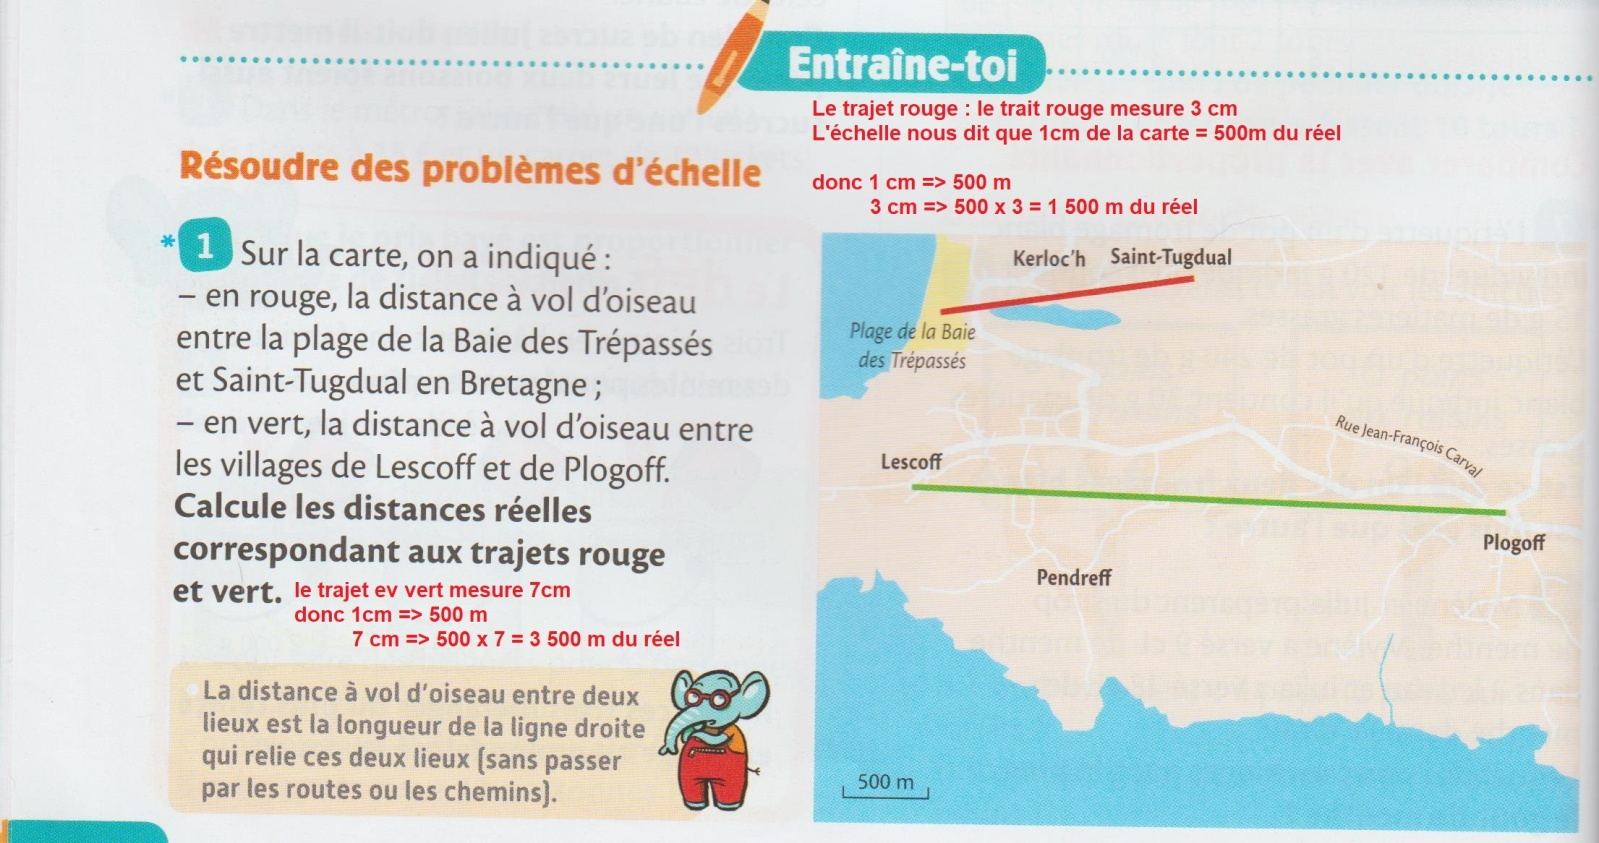 Entraîne-toi
Le trajet rouge : le trait rouge mesure 3 cm
L'échelle nous dit que 1cm de la carte = 500m du réel
donc 1 cm => 500 m
3 cm => 500 x 3 = 1 500 m du réel
Résoudre des problèmes d'échelle
* 1 Sur la carte, on a indiqué :
– en rouge, la distance à vol d'oiseau
entre la plage de la Baie des Trépassés
et Saint-Tugdual en Bretagne ;
– en vert, la distance à vol d'oiseau entre
les villages de Lescoff et de Plogoff.
Calcule les distances réelles
correspondant aux trajets rouge
et vert.
le trajet ev vert mesure 7cm
donc 1cm => 500 m
7 cm => 500 x 7 = 3 500 m du réel
La distance à vol d'oiseau entre deux
lieux est la longueur de la ligne droite
qui relie ces deux lieux (sans passer
par les routes ou les chemins).
Kerloc'h
Saint-Tugdual
Plage de la Baie
des Trépassés
Rue Jean-François Carval
Lescoff
Plogoff
Pendreff
500 m